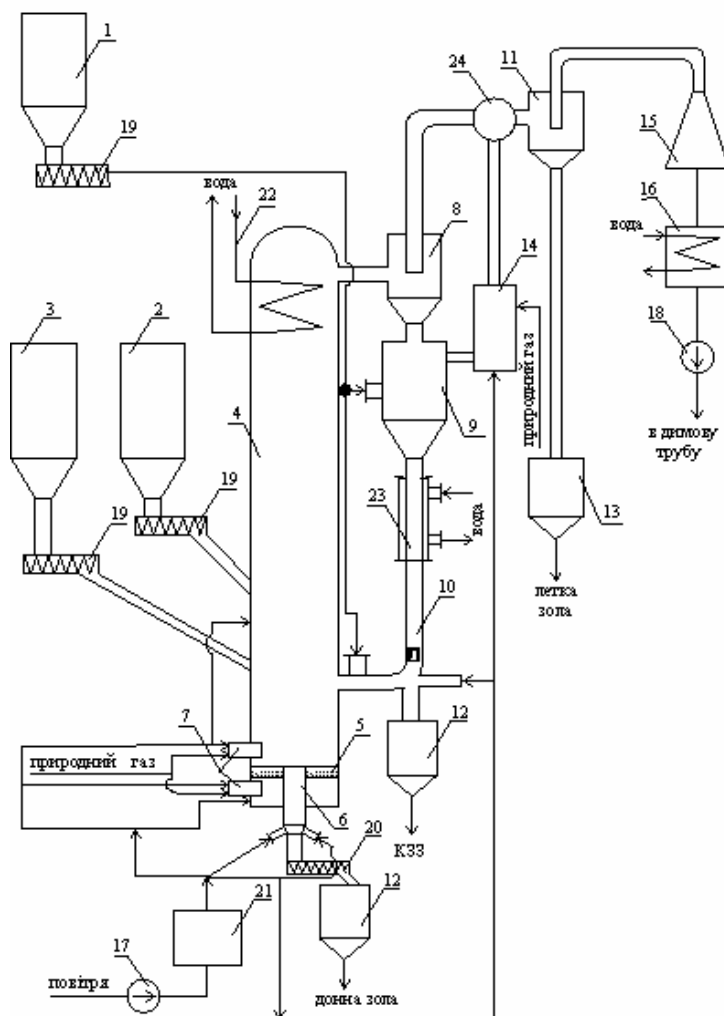 1
19
вода
22
24
11
15
16
вода
8
14
18
3
2
4
9
природний газ
в димову
трубу
19
19
23
вода
13
летка
зола
10
7
5
12
природний газ
6
КЗЗ
20
12
21
17
повітря
донна зола